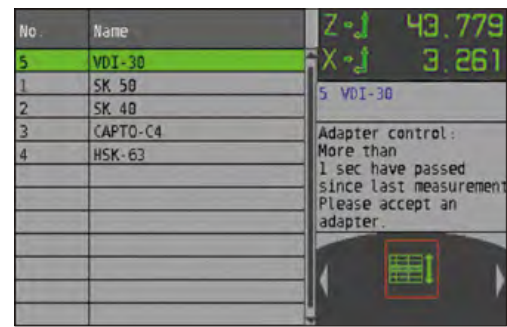 No. Name
5 VDI-30
1 SK 50
2 SK 40
3 CAPTO-C4
4 HSK-63
Z 43.779
X 3.261
5 VDI-30
Adapter control:
More than
1 sec have passed
since last measurement
Please accept an
adapter.